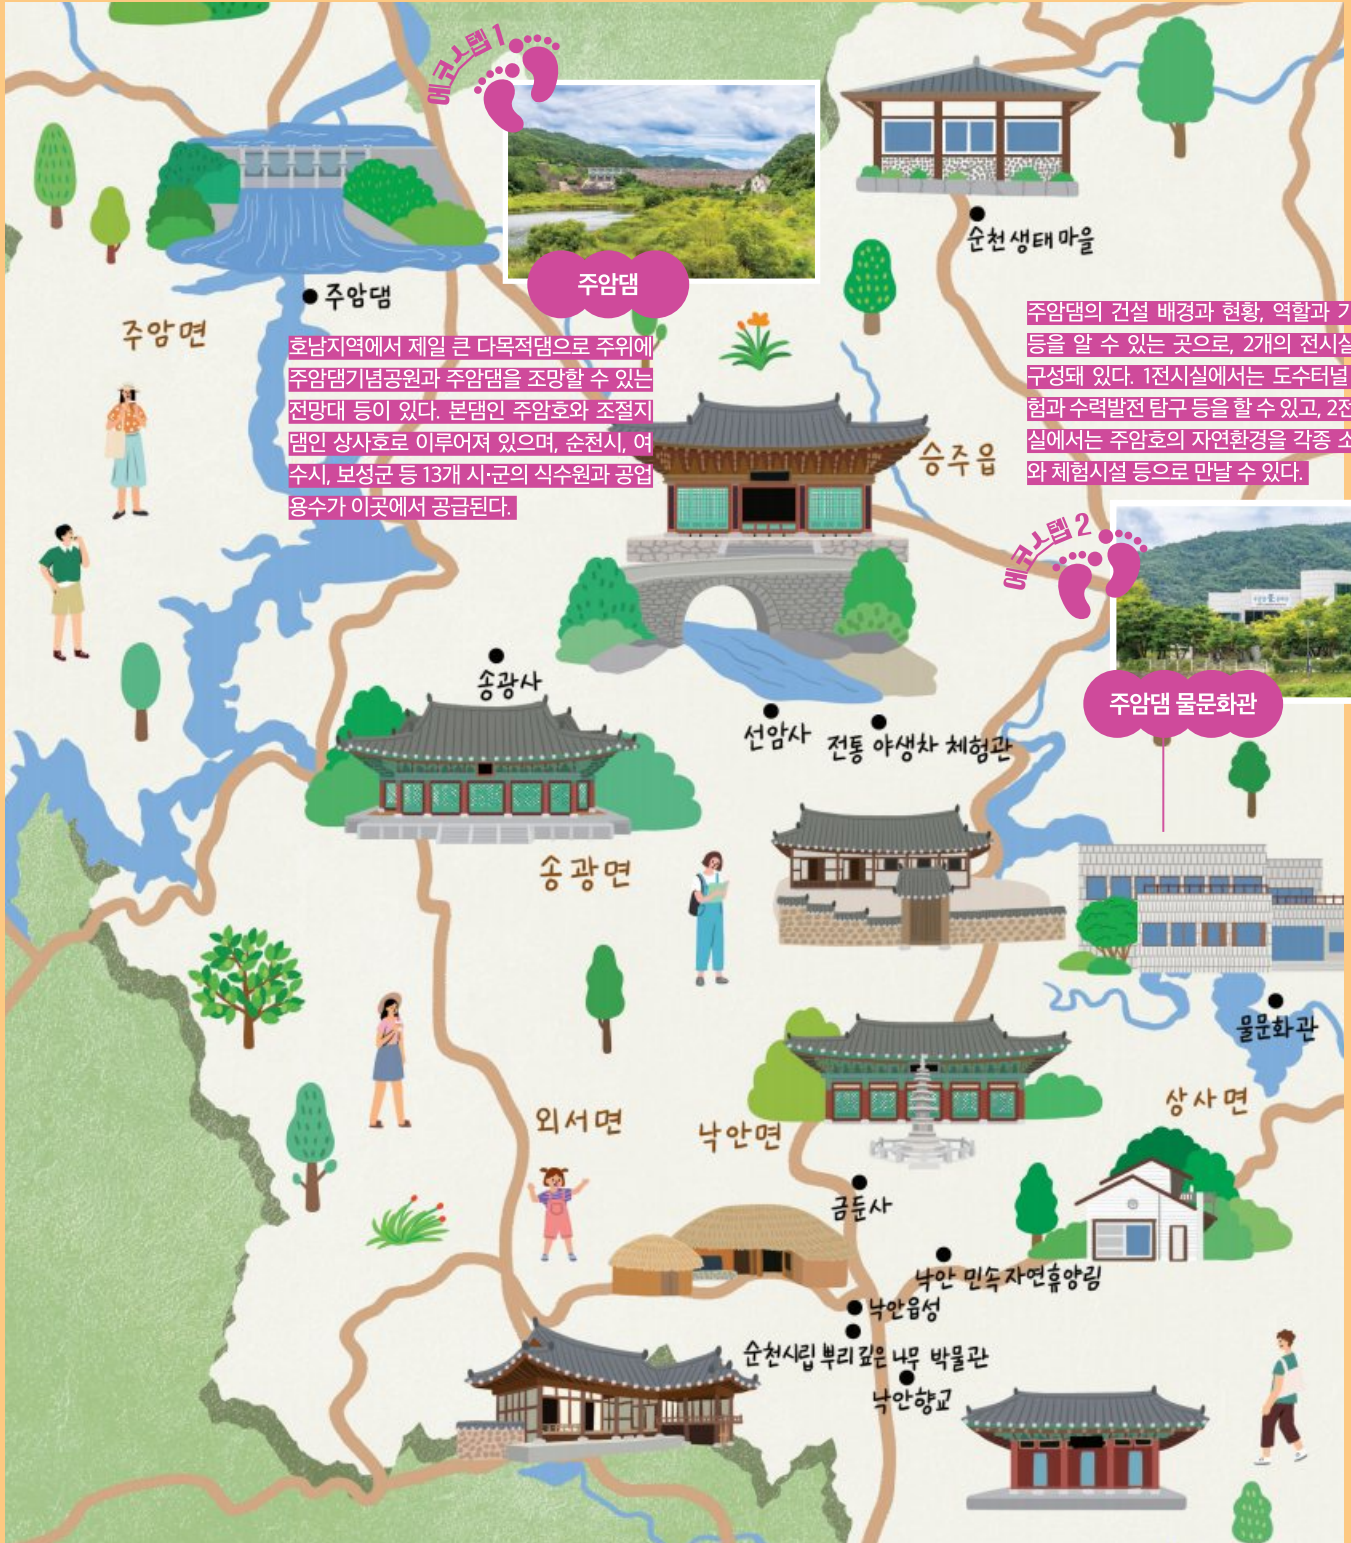 에코스텝 1
주암댐
순천생태마을
주암댐
주암면
호남지역에서 제일 큰 다목적댐으로 주위에
주암댐기념공원과 주암댐을 조망할 수 있는
전망대 등이 있다. 본댐인 주암호와 조절지
댐인 상사호로 이루어져 있으며, 순천시, 여
수시, 보성군 등 13개 시·군의 식수원과 공업
용수가 이곳에서 공급된다.
주암댐의 건설 배경과 현황, 역할과
등을 알 수 있는 곳으로, 2개의 전시실
구성돼 있다. 1전시실에서는 도수터널
험과 수력발전 탐구 등을 할 수 있고, 2전
실에서는 주암호의 자연환경을 각종 소
와 체험시설 등으로 만날 수 있다.
승주읍
에코스텝 2
주암댐 물문화관
송광사
선암사
전통 야생차 체험관
송광면
물문화관
상사면
외서면
낙안면
금둔사
낙안 민속자연휴양림
낙안읍성
순천시립 뿌리깊은 나무 박물관
낙안향교